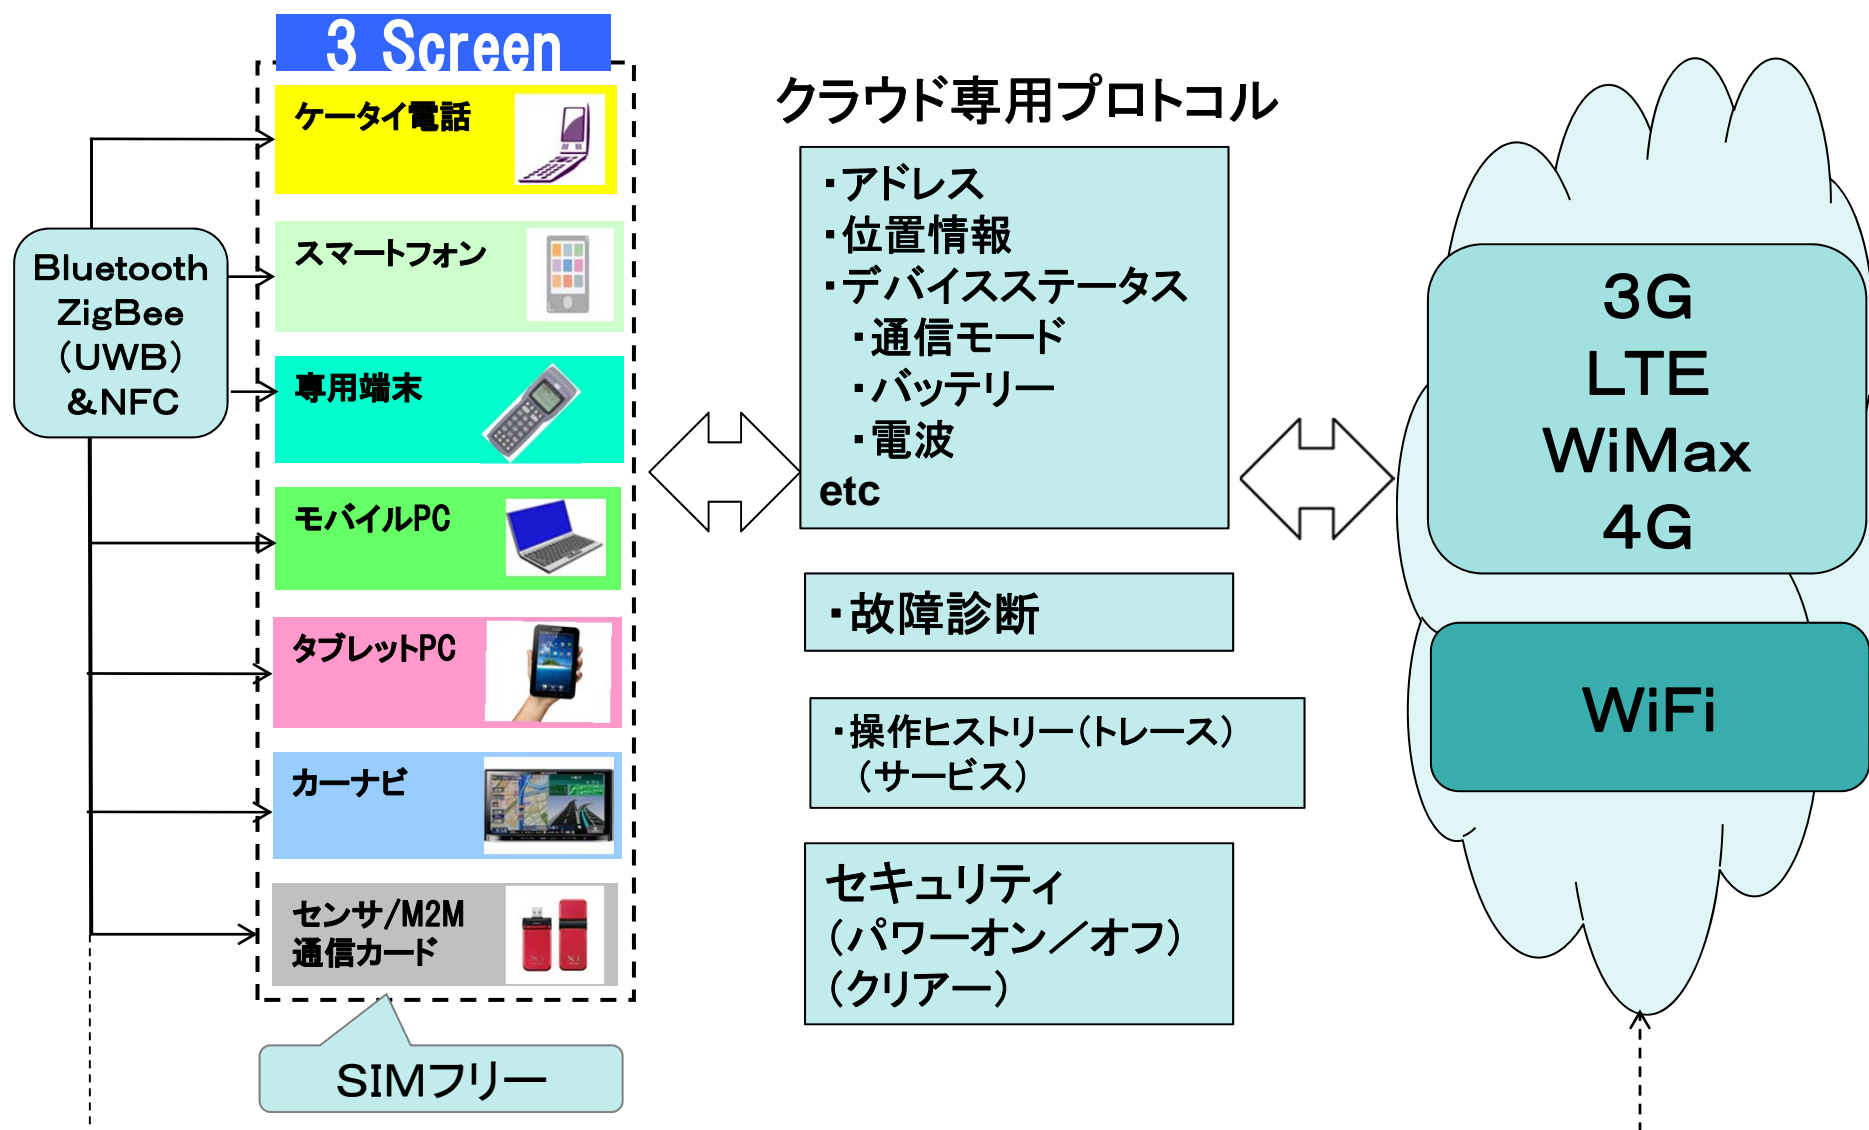 3 Screen
ケータイ電話
スマートフォン
専用端末
モバイルPC
タブレットPC
カーナビ
センサ/M2M
通信カード
SIMフリー
Bluetooth
ZigBee
(UWB)
&NFC
クラウド専用プロトコル
・アドレス
・位置情報
・デバイスステータス
・通信モード
・バッテリー
・電波
etc
・故障診断
・操作ヒストリー(トレース)
(サービス)
セキュリティ
(パワーオン／オフ)
(クリアー)
3G
LTE
WiMax
4G
WiFi